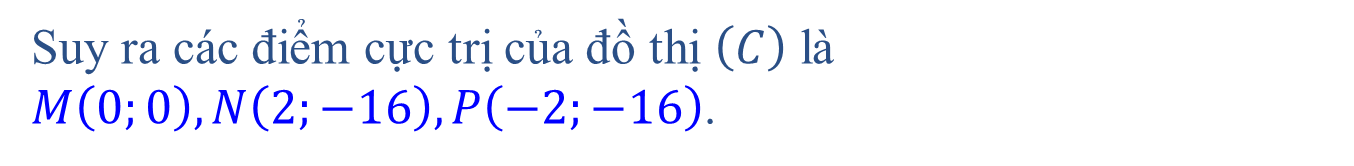 Suy ra các điểm cực trị của đồ thị (C) là
M(0; 0), N(2; −16), P(−2; −16).